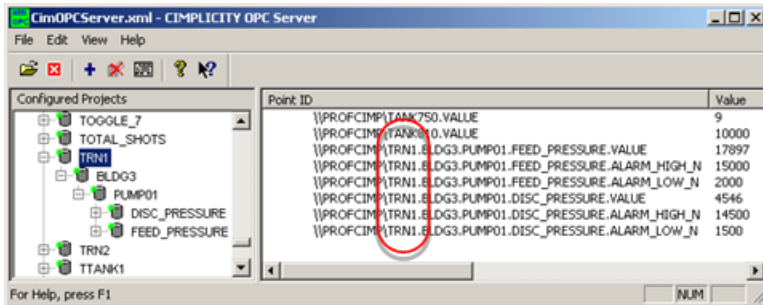 CimOPCServer.xml - CIMPLICITY OPC Server
File Edit View Help
Configured Projects
TOGGLE_7
TOTAL_SHOTS
TRN1
BLDG3
PUMP01
DISC_PRESSURE
FEED_PRESSURE
TRN2
TTANK1
Point ID Value
\\PROFCIMP\TANK750.VALUE 9
\\PROFCIMP\TANK810.VALUE 10000
\\PROFCIMP\TRN1.BLDG3.PUMP01.FEED_PRESSURE.VALUE 17897
\\PROFCIMP\TRN1.BLDG3.PUMP01.FEED_PRESSURE.ALARM_HIGH_N 15000
\\PROFCIMP\TRN1.BLDG3.PUMP01.FEED_PRESSURE.ALARM_LOW_N 2000
\\PROFCIMP\TRN1.BLDG3.PUMP01.DISC_PRESSURE.VALUE 4546
\\PROFCIMP\TRN1.BLDG3.PUMP01.DISC_PRESSURE.ALARM_HIGH_N 14500
\\PROFCIMP\TRN1.BLDG3.PUMP01.DISC_PRESSURE.ALARM_LOW_N 1500
For Help, press F1 NUM